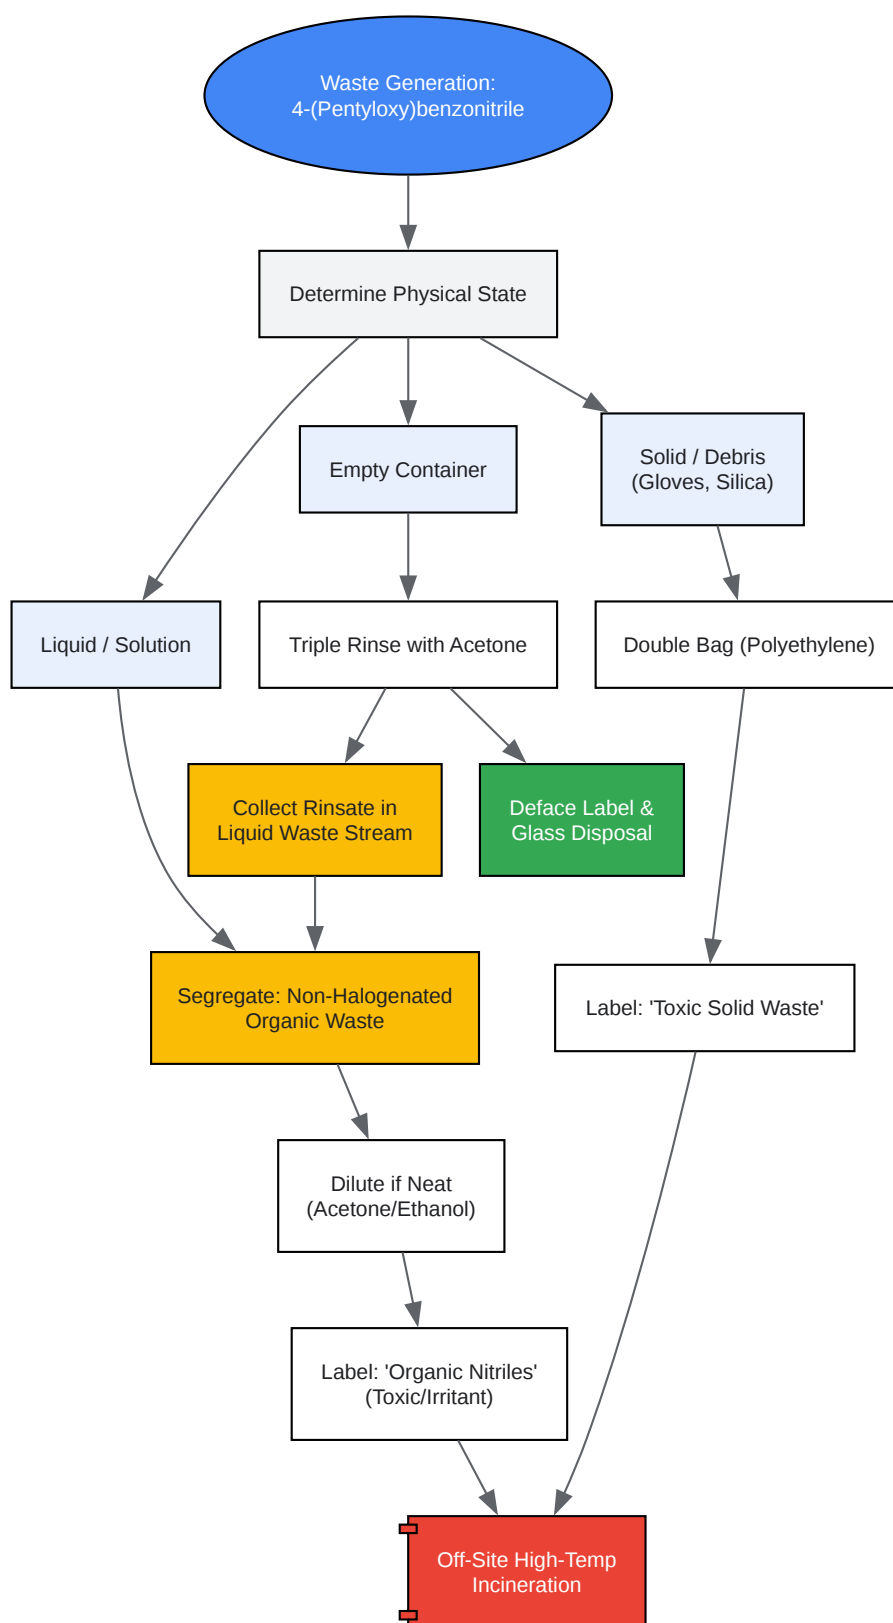 Waste Generation:
4-(Pentyloxy)benzonitrile
Determine Physical State
Empty Container
Solid / Debris
(Gloves, Silica)
Liquid / Solution
Triple Rinse with Acetone
Double Bag (Polyethylene)
Collect Rinsate in
Liquid Waste Stream
Deface Label &
Glass Disposal
Segregate: Non-Halogenated
Organic Waste
Label: 'Toxic Solid Waste'
Dilute if Neat
(Acetone/Ethanol)
Label: 'Organic Nitriles'
(Toxic/Irritant)
Off-Site High-Temp
Incineration